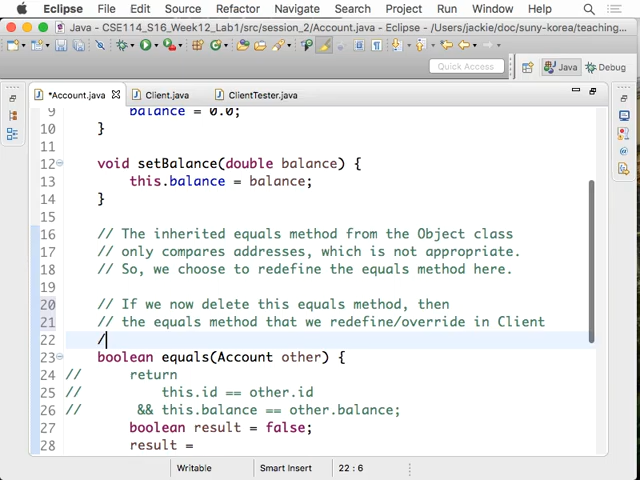 Eclipse File Edit Source Refactor Navigate Search Project Run Window Help
Java - CSE114_S16_Week12_Lab1/src/session_2/Account.java - Eclipse - /Users/jackie/doc/suny-korea/teaching...
Quick Access
Java
Debug
*Account.java
Client.java
ClientTester.java
9 balance = 0.0;
10 }
11
12 void setBalance(double balance) {
13 this.balance = balance;
14 }
15
16 // The inherited equals method from the Object class
17 // only compares addresses, which is not appropriate.
18 // So, we choose to redefine the equals method here.
19
20 // If we now delete this equals method, then
21 // the equals method that we redefine/override in Client
22 /
23 boolean equals(Account other) {
24 // return
25 // this.id == other.id
26 // && this.balance == other.balance;
27 boolean result = false;
28 result =
Writable
Smart Insert
22 : 6